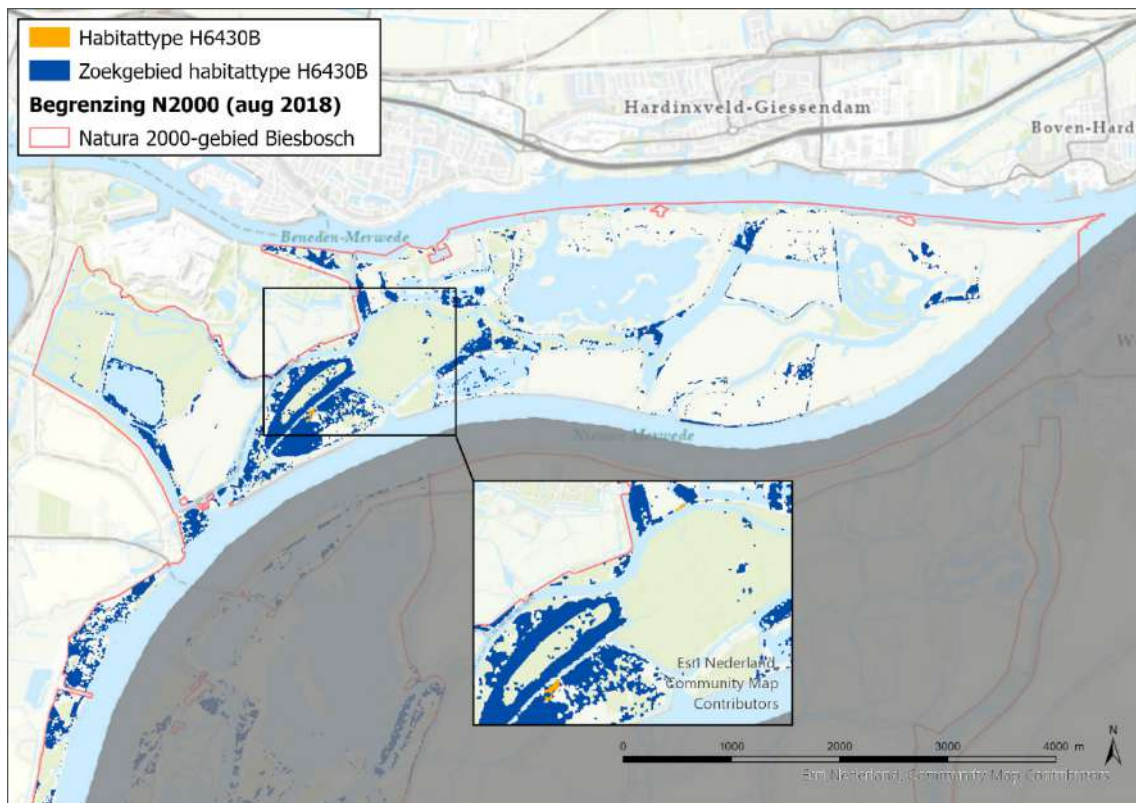 Habitattype H6430B
Zoekgebied habitattype H6430B
Begrenzing N2000 (aug 2018)
Natura 2000-gebied Biesbosch
Hardinxveld-Giessendam
Boven-Hard
Beneden-Merwede
Nieuwe Merwede
W
Esri Nederland,
Community Map
Contributors
N
0 1000 2000 3000 4000 m
Esri Nederland, Community Map Contributors